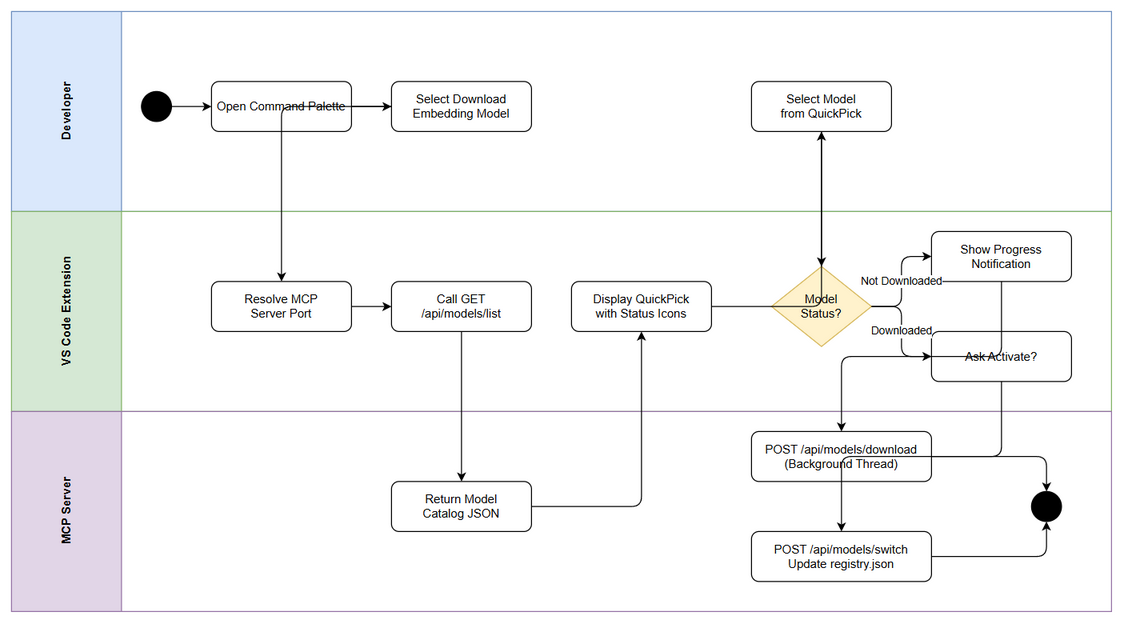 Developer
Open Command Palette
Select Download
Embedding Model
Select Model
from QuickPick
VS Code Extension
Resolve MCP
Server Port
Call GET
/api/models/list
Display QuickPick
with Status Icons
Model
Status?
Not Downloaded
Downloaded
Show Progress
Notification
Ask Activate?
MCP Server
Return Model
Catalog JSON
POST /api/models/download
(Background Thread)
POST /api/models/switch
Update registry.json